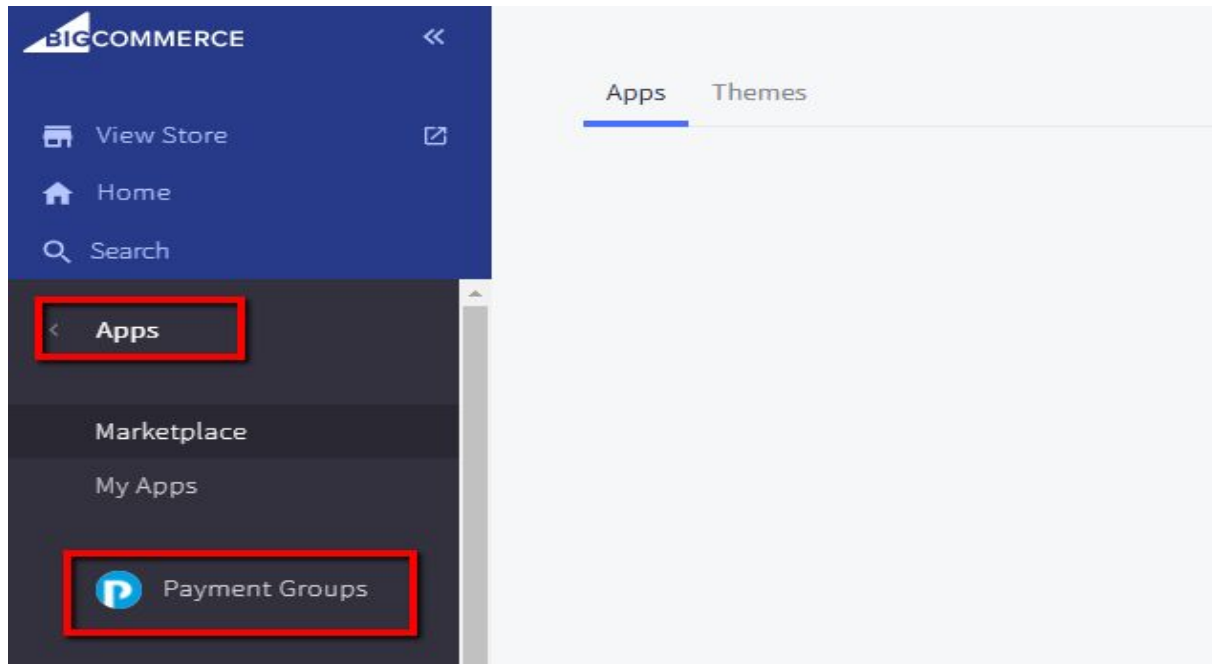 BIGCOMMERCE
Apps Themes
View Store
Home
Search
Apps
Marketplace
My Apps
Payment Groups